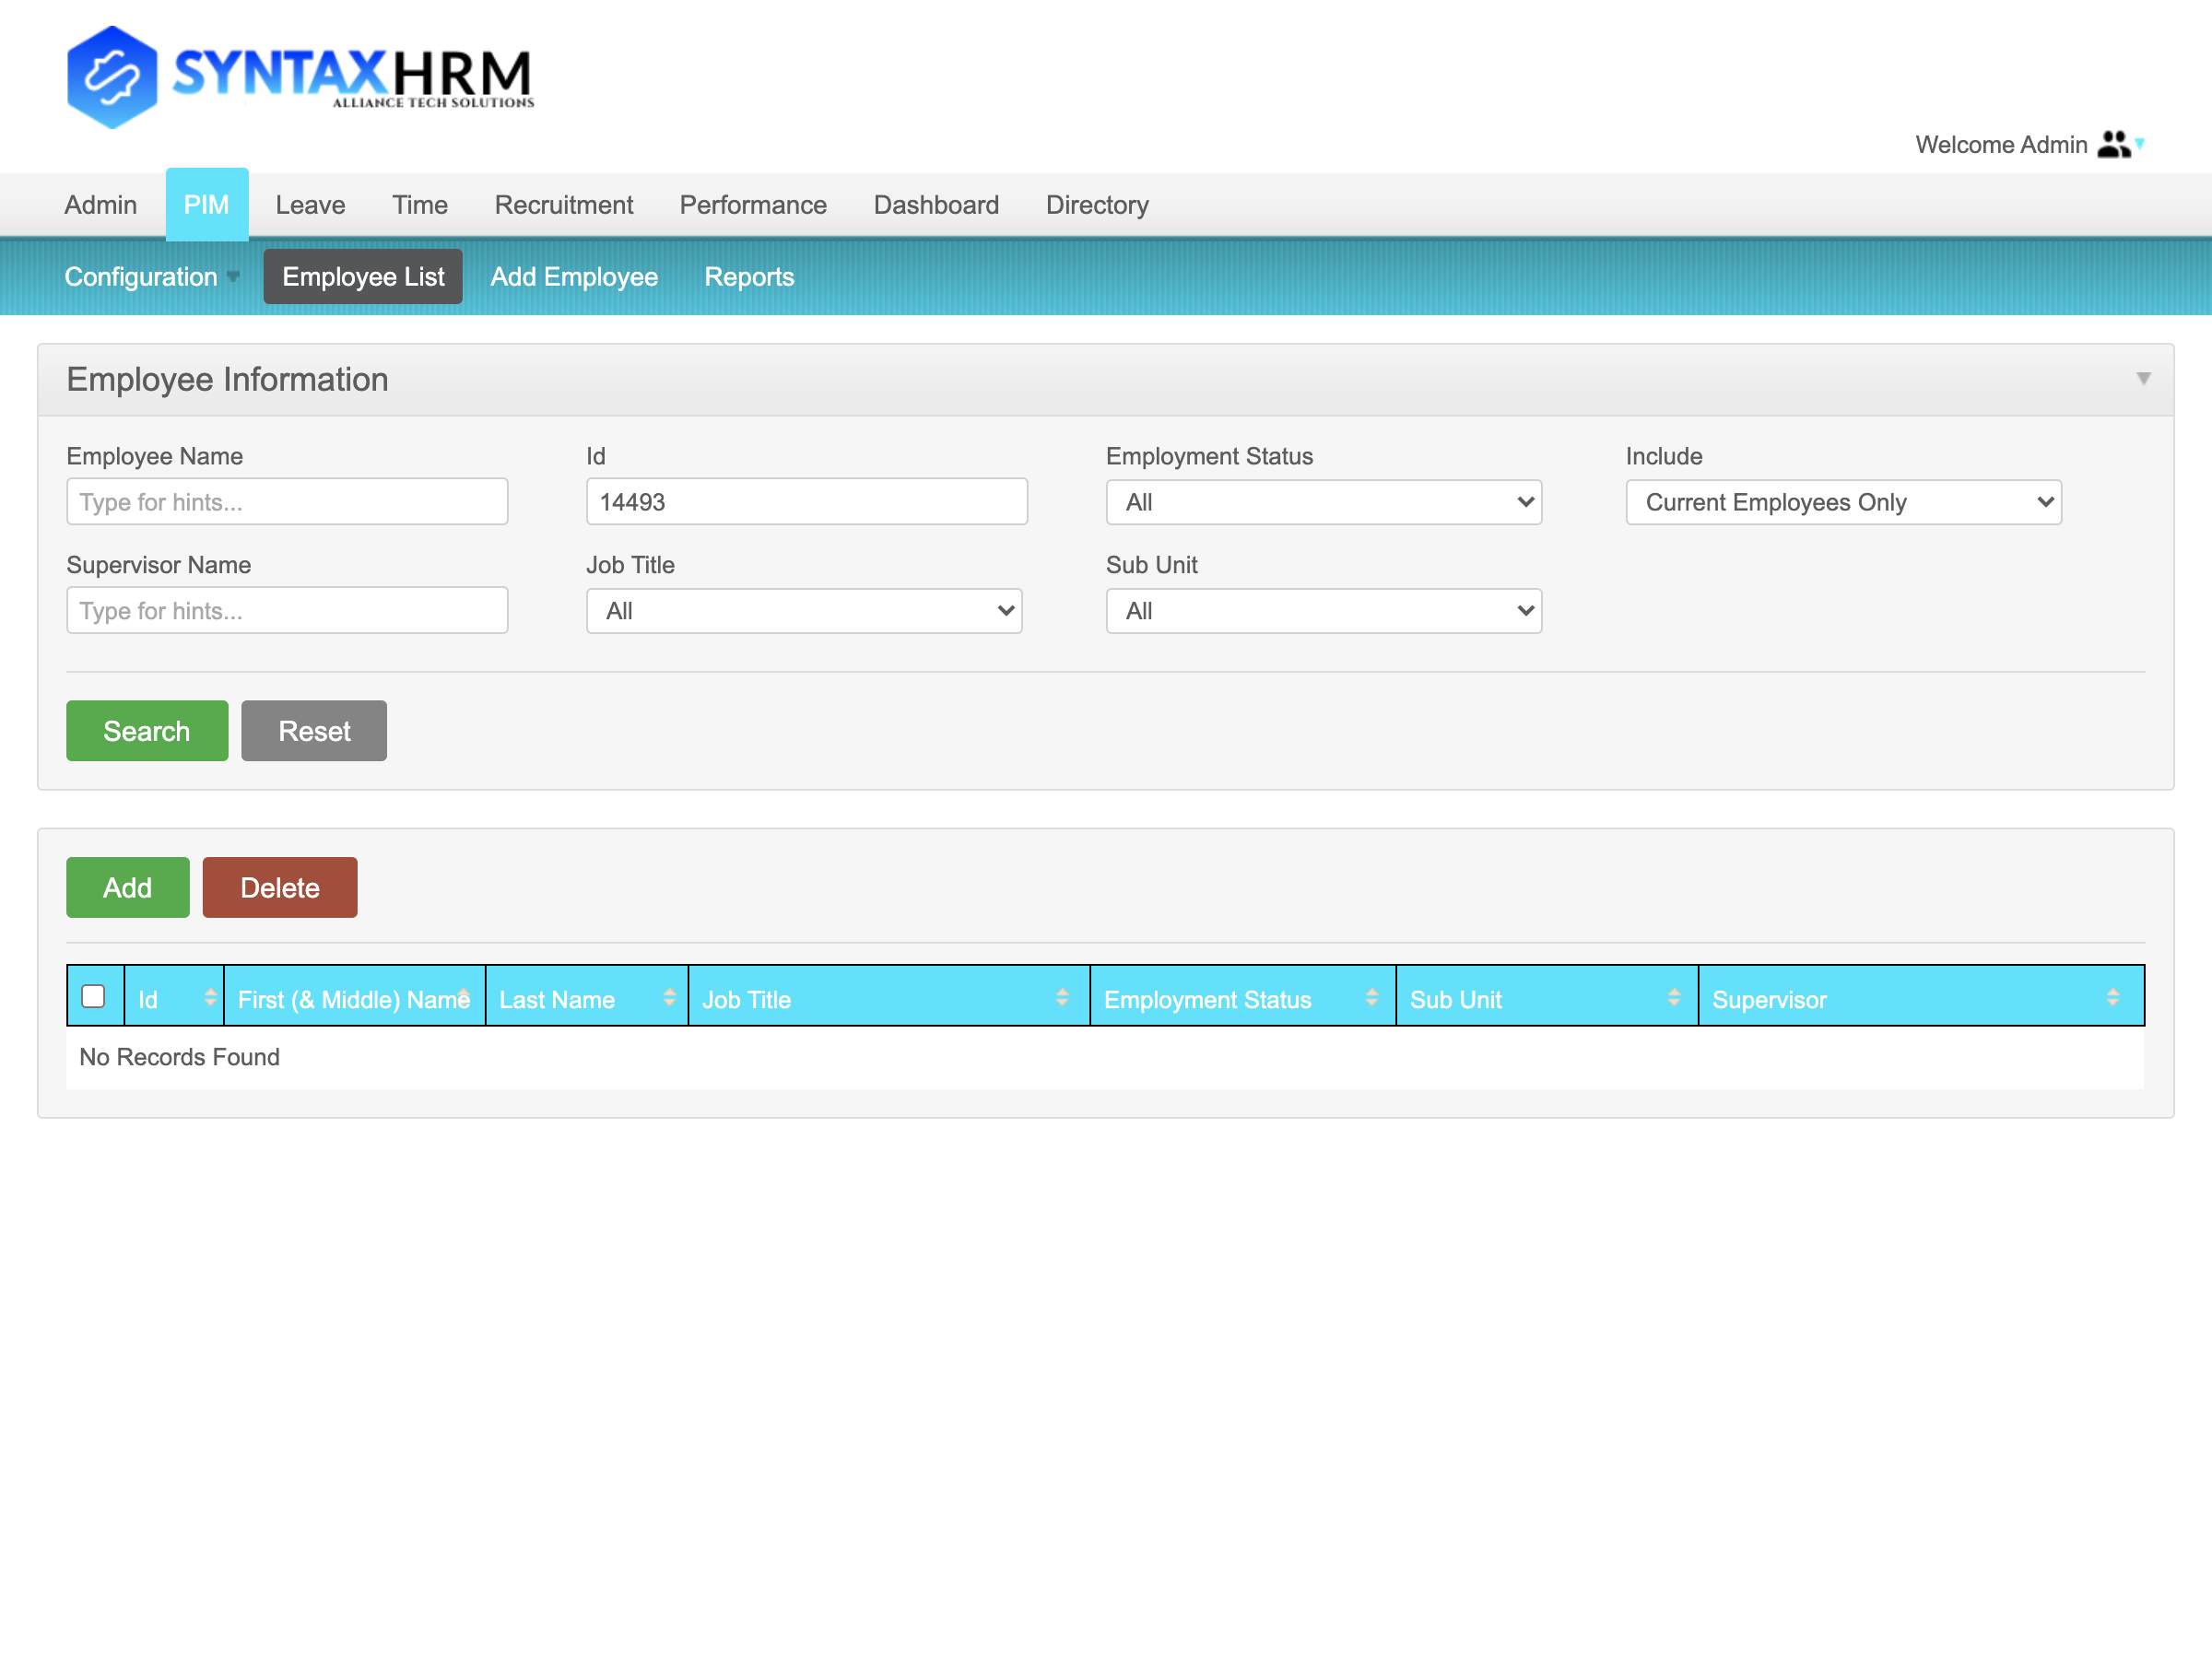 SYNTAXHRM
ALLIANCE TECH SOLUTIONS
Welcome Admin
Admin PIM Leave Time Recruitment Performance Dashboard Directory
Configuration Employee List Add Employee Reports
Employee Information
Employee Name Id Employment Status Include
Type for hints... 14493 All Current Employees Only
Supervisor Name Job Title Sub Unit
Type for hints... All All
Search Reset
Add Delete
Id First (& Middle) Name Last Name Job Title Employment Status Sub Unit Supervisor
No Records Found